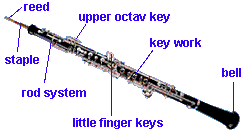 reed
upper octav key
staple
key work
rod system
bell
little finger keys